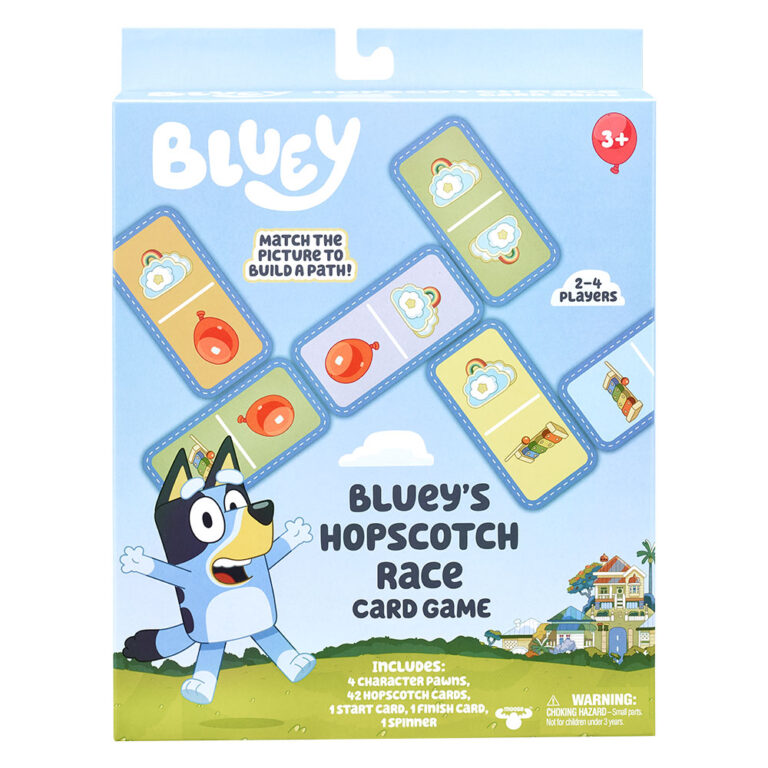 BLUEY
3+
MATCH THE
PICTURE TO
BUILD A PATH!
2-4
PLAYERS
BLUEY'S
HOPSCOTCH
RACE
CARD GAME
INCLUDES:
4 CHARACTER PAWNS,
42 HOPSCOTCH CARDS,
1 START CARD, 1 FINISH CARD,
1 SPINNER
moose
WARNING:
CHOKING HAZARD—Small parts.
Not for children under 3 years.